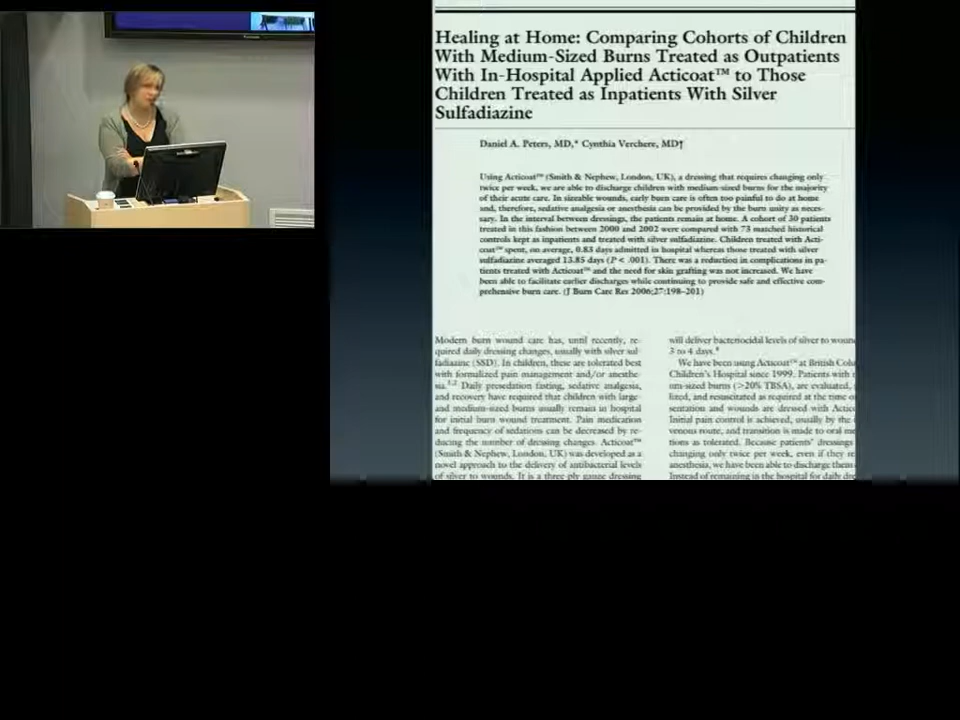 Healing at Home: Comparing Cohorts of Children
With Medium-Sized Burns Treated as Outpatients
With In-Hospital Applied Acticoat™ to Those
Children Treated as Inpatients With Silver
Sulfadiazine
Daniel A. Peters, MD,* Cynthia Verchere, MD†
Using Acticoat™ (Smith & Nephew, London, UK), a dressing that requires changing only
twice per week, we are able to discharge children with medium-sized burns for the majority
of their acute care. In sizeable wounds, early burn care is often too painful to do at home
and, therefore, sedative analgesia or anesthesia can be provided by the burn unity as neces-
sary. In the interval between dressings, the patients remain at home. A cohort of 30 patients
treated in this fashion between 2000 and 2002 were compared with 73 matched historical
controls kept as inpatients and treated with silver sulfadiazine. Children treated with Acti-
coat™ spent, on average, 0.83 days admitted in hospital whereas those treated with silver
sulfadiazine averaged 13.85 days (P < .001). There was a reduction in complications in pa-
tients treated with Acticoat™ and the need for skin grafting was not increased. We have
been able to facilitate earlier discharges while continuing to provide safe and effective com-
prehensive burn care. (J Burn Care Res 2006;27:198–201)
Modern burn wound care has, until recently, re-
quired daily dressing changes, usually with silver sul-
fadiazine (SSD). In children, these are tolerated best
with formalized pain management and/or anesthe-
sia.1,2 Daily presedation fasting, sedative analgesia,
and recovery have required that children with large
and medium-sized burns usually remain in hospital
for initial burn wound treatment. Pain medication
and frequency of sedations can be decreased by re-
ducing the number of dressing changes. Acticoat™
(Smith & Nephew, London, UK) was developed as a
novel approach to the delivery of antibacterial levels
of silver to wounds. It is a three ply gauze dressing
will deliver bacteriocidal levels of silver to woun
3 to 4 days.
We have been using Acticoat™ at British Colu
Children's Hospital since 1999. Patients with
um-sized burns (>20% TBSA), are evaluated,
lized, and resuscitated as required at the time o
sentation and wounds are dressed with Actico
Initial pain control is achieved, usually by the
venous route, and transition is made to oral me
tions as tolerated. Because patients' dressings
changing only twice per week, even if they re
anesthesia, we have been able to discharge them
Instead of remaining in the hospital for daily dre